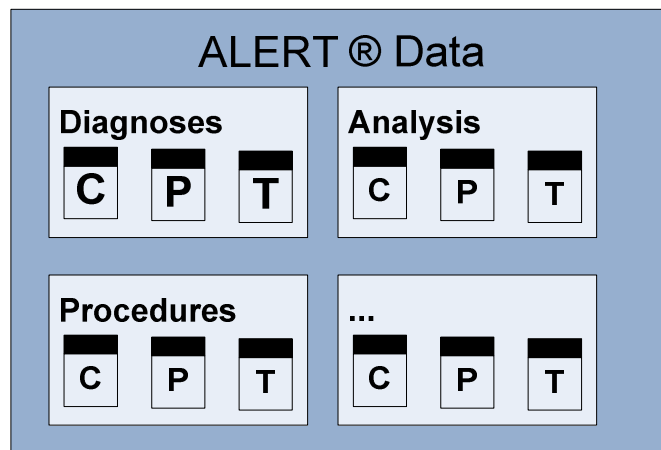 ALERT ® Data
Diagnoses
C P T
Analysis
C P T
Procedures
C P T
...
C P T